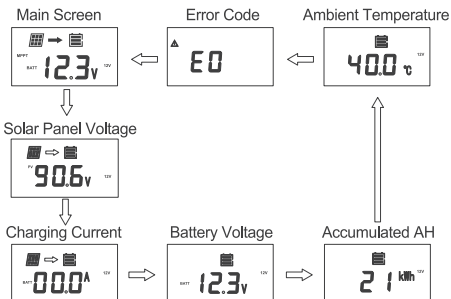 Main Screen
MPPT
BATT 12.3v 12V
Error Code
E0
Ambient Temperature
12V
40.0 ℃
Solar Panel Voltage
PV 90.6v 12V
Charging Current
BATT 00.0A 12V
Battery Voltage
BATT 12.3v 12V
Accumulated AH
12V
21 kWh